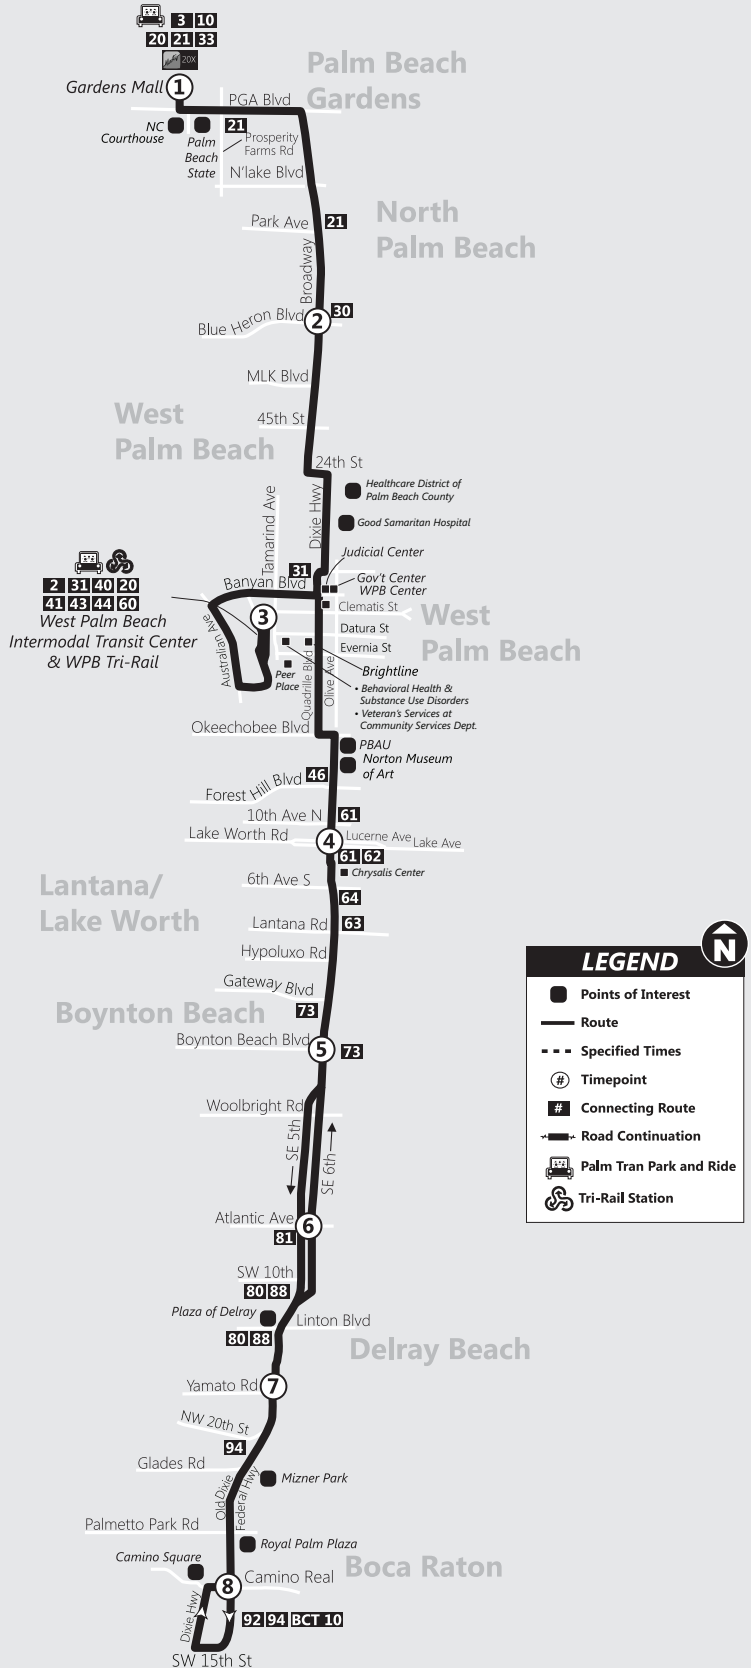 3 10
20 21 33
20X
Gardens Mall 1
Palm Beach
Gardens
PGA Blvd
NC
Courthouse
Palm
Beach
State
21
Prosperity
Farms Rd
N'lake Blvd
North
Palm Beach
Park Ave
21
Broadway
30
Blue Heron Blvd
2
MLK Blvd
West
Palm Beach
45th St
24th St
Healthcare District of
Palm Beach County
Dixie Hwy
Good Samaritan Hospital
Tamarind Ave
Judicial Center
31
Banyan Blvd
Gov't Center
WPB Center
2 31 40 20
41 43 44 60
West Palm Beach
Intermodal Transit Center
& WPB Tri-Rail
3
Clematis St
West
Palm Beach
Datura St
Evernia St
Australian Ave
Peer
Place
Quadrille Blvd
Olive Ave
Brightline
• Behavioral Health &
Substance Use Disorders
• Veteran's Services at
Community Services Dept.
Okeechobee Blvd
PBAU
Norton Museum
of Art
46
Forest Hill Blvd
10th Ave N
61
Lake Worth Rd
4
Lucerne Ave
Lake Ave
61 62
Chrysalis Center
6th Ave S
Lantana/
Lake Worth
64
Lantana Rd
63
Hypoluxo Rd
Gateway Blvd
Boynton Beach
73
Boynton Beach Blvd
5
73
Woolbright Rd
SE 5th
SE 6th
Atlantic Ave
6
81
SW 10th
80 88
Plaza of Delray
Linton Blvd
80 88
Delray Beach
Yamato Rd
7
NW 20th St
94
Glades Rd
Mizner Park
Old Dixie
Federal Hwy
Palmetto Park Rd
Royal Palm Plaza
Camino Square
Boca Raton
8
Camino Real
Dixie Hwy
92 94 BCT 10
SW 15th St
N
LEGEND
Points of Interest
Route
Specified Times
# Timepoint
# Connecting Route
Road Continuation
Palm Tran Park and Ride
Tri-Rail Station